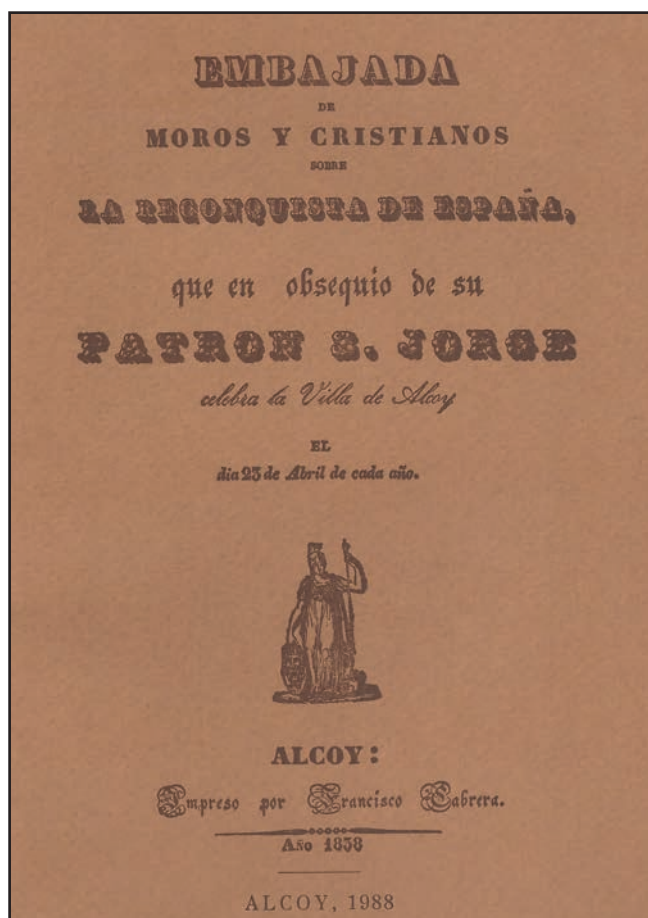 EMBAJADA
DE
MOROS Y CRISTIANOS
SOBRE
LA RECONQUISTA DE ESPAÑA,
que en obsequio de su
PATRON S. JORGE
celebra la Villa de Alcoy
EL
dia 23 de Abril de cada año.
ALCOY:
Impreso por Francisco Cabrera.
Año 1838
ALCOY, 1988